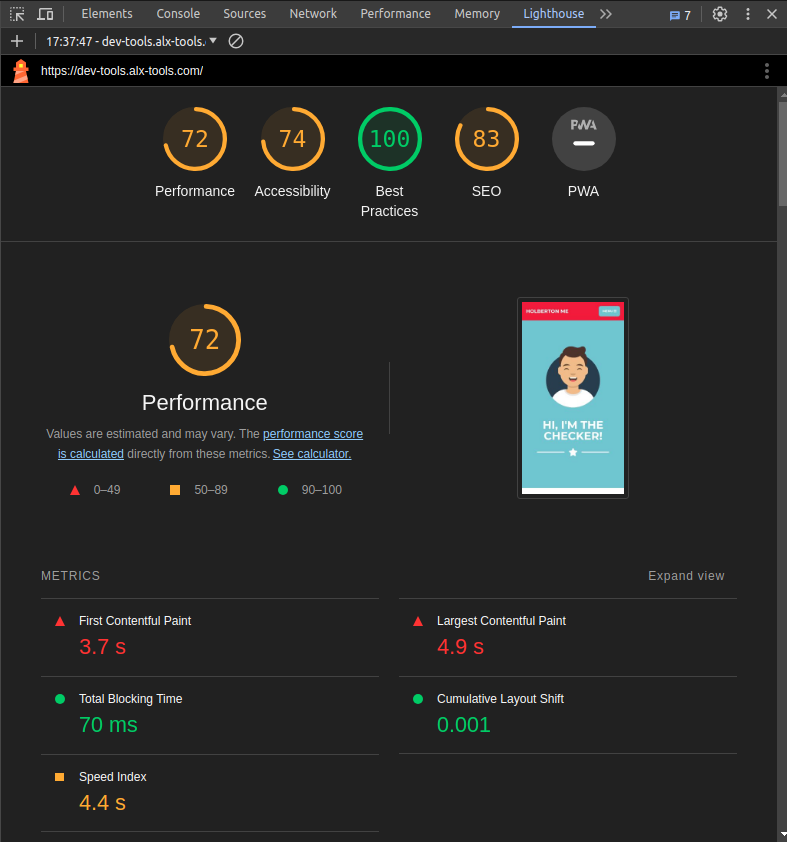 Elements Console Sources Network Performance Memory Lighthouse 7
17:37:47 - dev-tools.alx-tools.
https://dev-tools.alx-tools.com/
72 74 100 83 PWA
Performance Accessibility Best Practices SEO PWA
72
Performance
Values are estimated and may vary. The performance score
is calculated directly from these metrics. See calculator.
0–49 50–89 90–100
HOLBERTON ME
HI, I'M THE
CHECKER!
METRICS Expand view
First Contentful Paint
3.7 s
Largest Contentful Paint
4.9 s
Total Blocking Time
70 ms
Cumulative Layout Shift
0.001
Speed Index
4.4 s